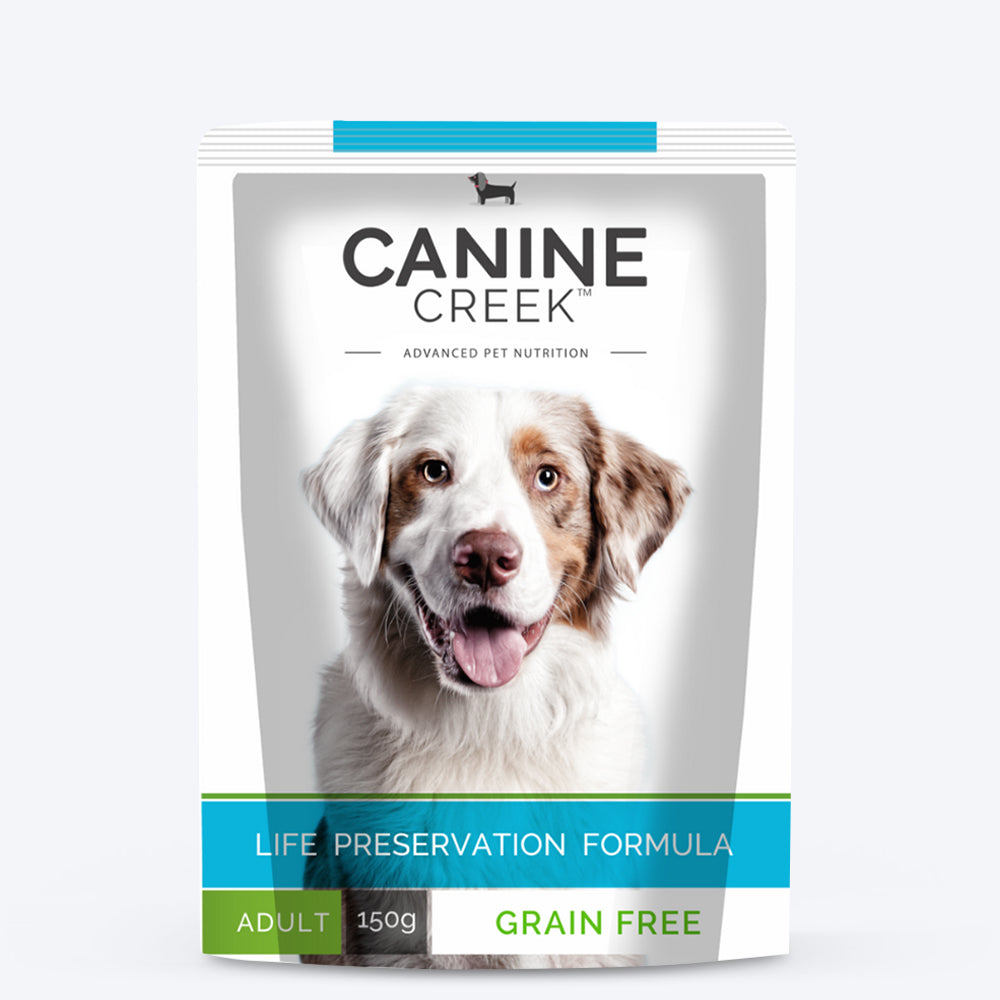 CANINE
CREEK™
ADVANCED PET NUTRITION
LIFE PRESERVATION FORMULA
ADULT 150g GRAIN FREE